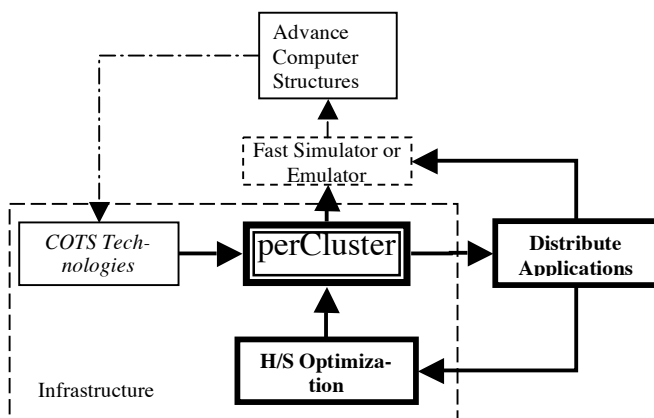 Advance
Computer
Structures
Fast Simulator or
Emulator
COTS Tech-
nologies
perCluster
Distribute
Applications
H/S Optimiza-
tion
Infrastructure